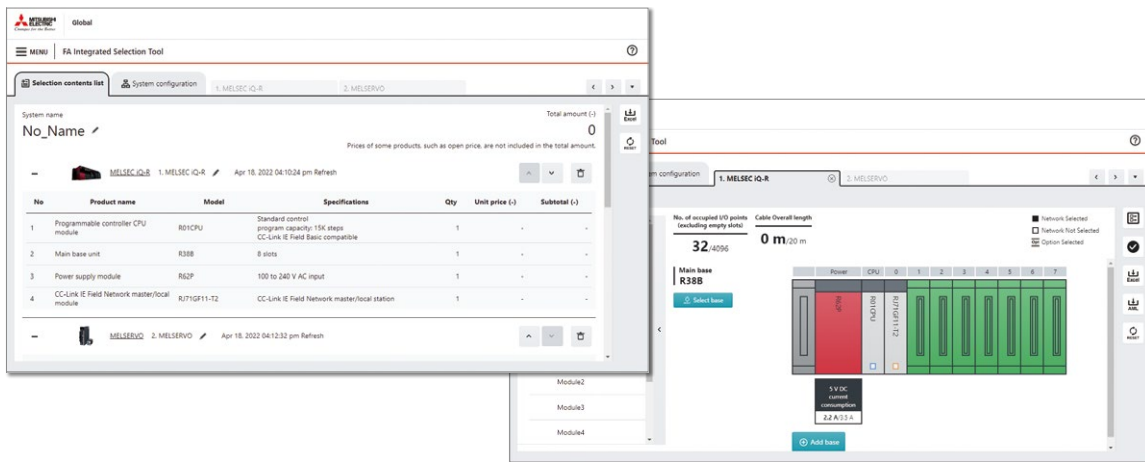 MITSUBISHI
ELECTRIC
Changes for the Better
Global
MENU
FA Integrated Selection Tool
Selection contents list
System configuration
1. MELSEC iQ-R
2. MELSERVO
System name
Total amount (-)
No_Name
0
Prices of some products, such as open price, are not included in the total amount.
Excel
RESET
MELSEC iQ-R 1. MELSEC iQ-R Apr 18, 2022 04:10:24 pm Refresh
No Product name Model Specifications Qty Unit price (-) Subtotal (-)
1 Programmable controller CPU module R01CPU Standard control
program capacity: 15K steps
CC-Link IE Field Basic compatible 1 - -
2 Main base unit R38B 8 slots 1 - -
3 Power supply module R62P 100 to 240 V AC input 1 - -
4 CC-Link IE Field Network master/local module RJ71GF11-T2 CC-Link IE Field Network master/local station 1 - -
MELSERVO 2. MELSERVO Apr 18, 2022 04:12:32 pm Refresh
Tool
m configuration
1. MELSEC iQ-R
2. MELSERVO
No. of occupied I/O points
(excluding empty slots)
32/4096
Cable Overall length
0 m/20 m
Network Selected
Network Not Selected
Option Selected
Main base
R38B
Select base
Power CPU 0 1 2 3 4 5 6 7
R62P
R01CPU
RJ71GF11-T2
5 V DC
current
consumption
2.2 A/3.5 A
Add base
Module2
Module3
Module4
Excel
AML
RESET